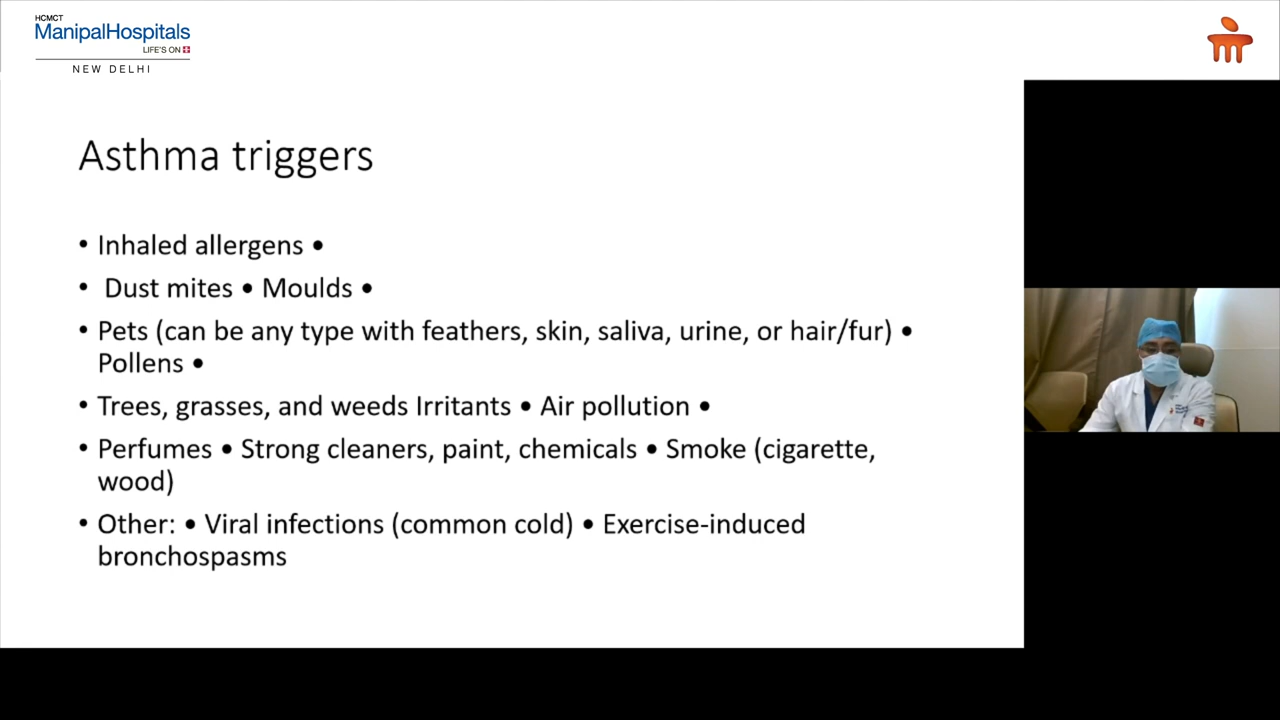 HCMCT
ManipalHospitals
LIFE'S ON
NEW DELHI
Asthma triggers
• Inhaled allergens •
• Dust mites • Moulds •
• Pets (can be any type with feathers, skin, saliva, urine, or hair/fur) •
Pollens •
• Trees, grasses, and weeds Irritants • Air pollution •
• Perfumes • Strong cleaners, paint, chemicals • Smoke (cigarette,
wood)
• Other: • Viral infections (common cold) • Exercise-induced
bronchospasms